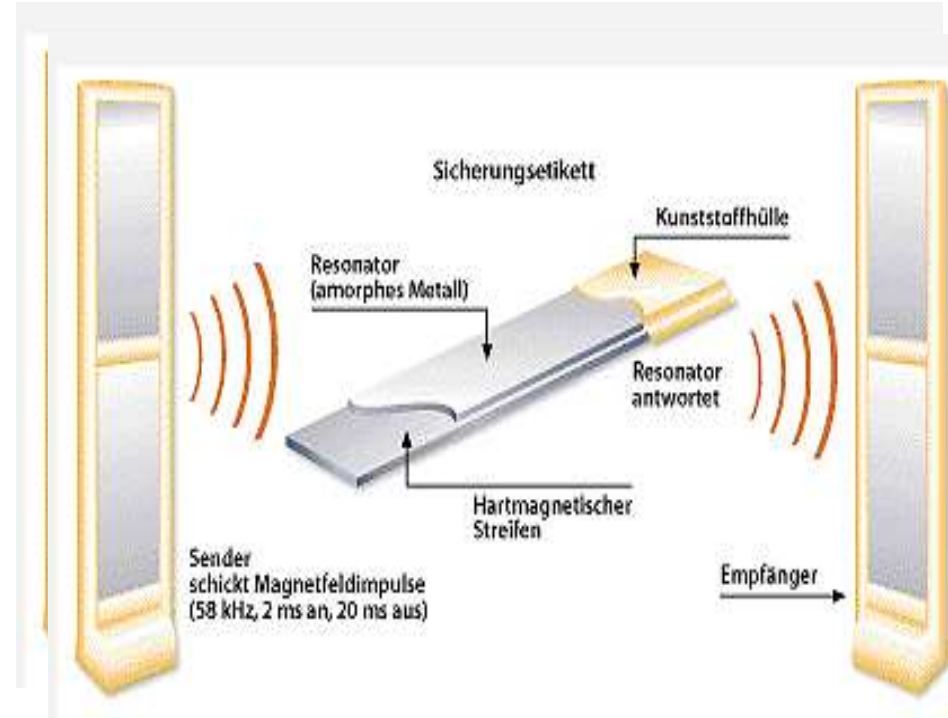 Sicherungsetikett
Kunststoffhülle
Resonator
(amorphes Metall)
Resonator
antwortet
Hartmagnetischer
Streifen
Sender
schickt Magnetfeldimpulse
(58 kHz, 2 ms an, 20 ms aus)
Empfänger